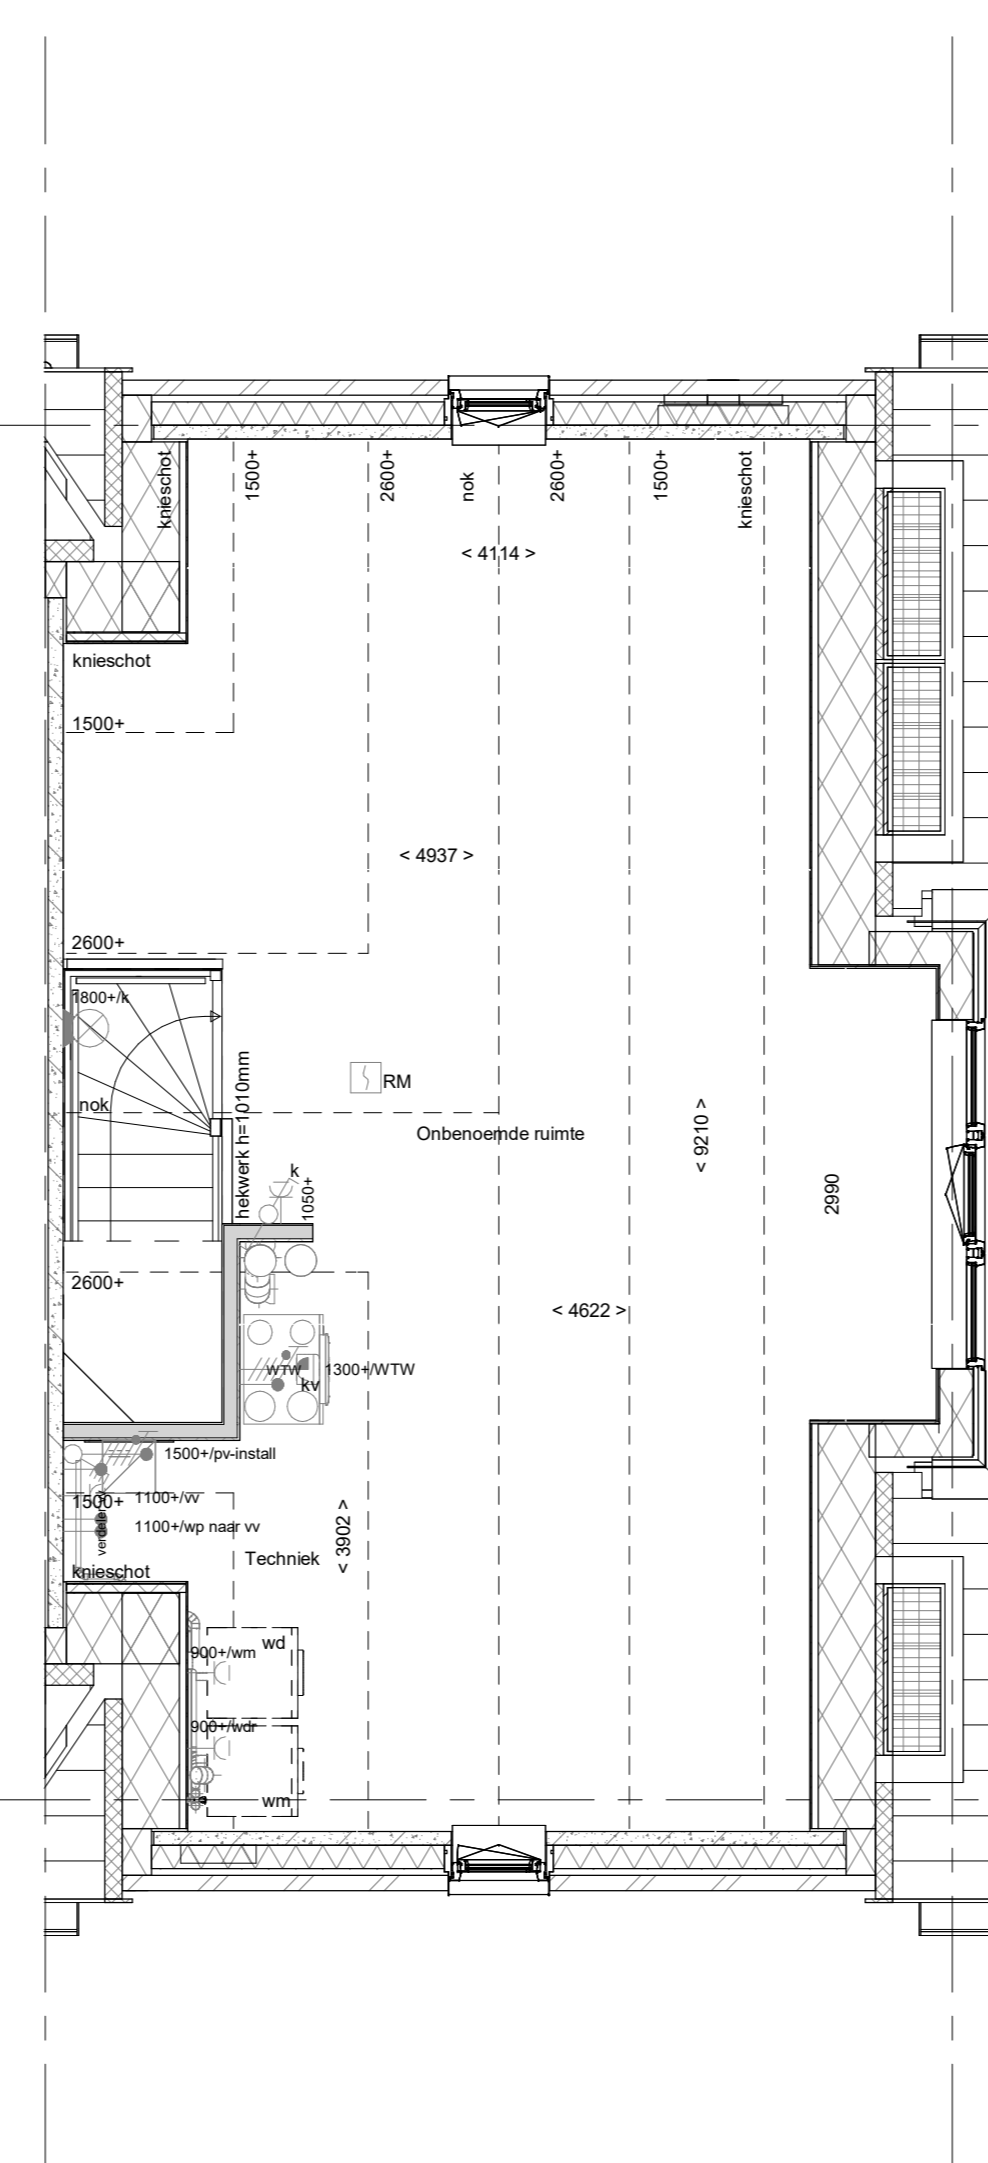 knieschot
1500+
2600+
nok
2600+
1500+
knieschot
< 4114 >
knieschot
1500+
< 4937 >
2600+
1800+/k
nok
hekwerk h=1010mm
RM
Onbenoemde ruimte
< 9210 >
2990
k
1050+
2600+
< 4622 >
WTW
1300+/WTW
kv
1500+/pv-install
1500+
1100+/vv
1100+/wp naar vv
< 3902 >
Techniek
knieschot
wd
900+/wm
900+/wdr
wm